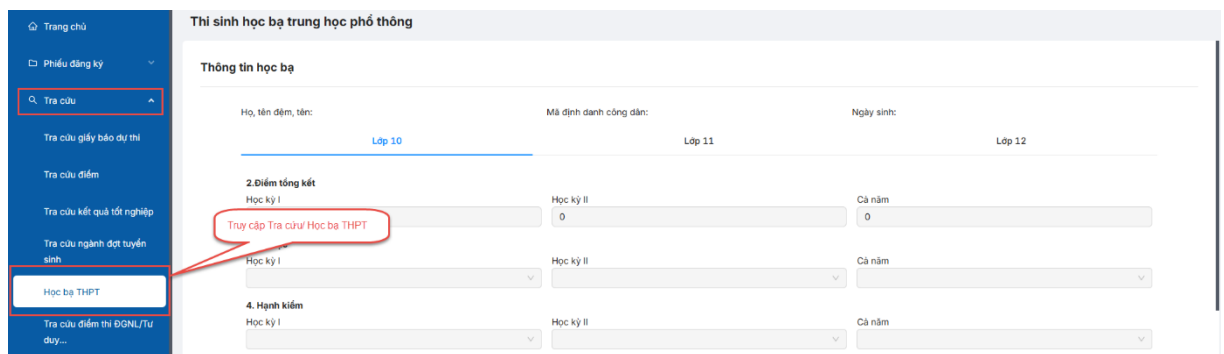 Trang chủ
Phiếu đăng ký
Tra cứu
Tra cứu giấy báo dự thi
Tra cứu điểm
Tra cứu kết quả tốt nghiệp
Tra cứu ngành đợt tuyển
sinh
Học bạ THPT
Tra cứu điểm thi ĐGNL/Tư
duy...
Thi sinh học bạ trung học phổ thông
Thông tin học bạ
Họ, tên đệm, tên:
Mã định danh công dân:
Ngày sinh:
Lớp 10
Lớp 11
Lớp 12
2.Điểm tổng kết
Học kỳ I
Học kỳ II
Cả năm
0
0
Truy cập Tra cứu/ Học bạ THPT
Học kỳ I
Học kỳ II
Cả năm
4. Hạnh kiểm
Học kỳ I
Học kỳ II
Cả năm